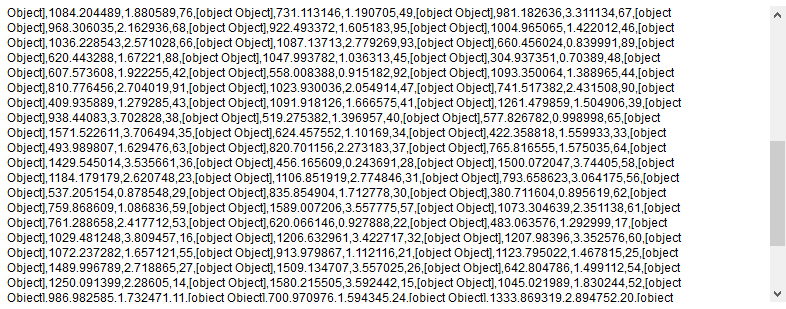 Object],1084.204489,1.880589,76,[object Object],731.113146,1.190705,49,[object Object],981.182636,3.311134,67,[object
Object],968.306035,2.162936,68,[object Object],922.493372,1.605183,95,[object Object],1004.965065,1.422012,46,[object
Object],1036.228543,2.571028,66,[object Object],1087.13713,2.779269,93,[object Object],660.456024,0.839991,89,[object
Object],620.443288,1.67221,88,[object Object],1047.993782,1.036313,45,[object Object],304.937351,0.70389,48,[object
Object],607.573608,1.922255,42,[object Object],558.008388,0.915182,92,[object Object],1093.350064,1.388965,44,[object
Object],810.776456,2.704019,91,[object Object],1023.930036,2.054914,47,[object Object],741.517382,2.431508,90,[object
Object],409.935889,1.279285,43,[object Object],1091.918126,1.666575,41,[object Object],1261.479859,1.504906,39,[object
Object],938.44083,3.702828,38,[object Object],519.275382,1.396957,40,[object Object],577.826782,0.998998,65,[object
Object],1571.522611,3.706494,35,[object Object],624.457552,1.10169,34,[object Object],422.358818,1.559933,33,[object
Object],493.989807,1.629476,63,[object Object],820.701156,2.273183,37,[object Object],765.816555,1.575035,64,[object
Object],1429.545014,3.535661,36,[object Object],456.165609,0.243691,28,[object Object],1500.072047,3.74405,58,[object
Object],1184.179179,2.620748,23,[object Object],1106.851919,2.774846,31,[object Object],793.658623,3.064175,56,[object
Object],537.205154,0.878548,29,[object Object],835.854904,1.712778,30,[object Object],380.711604,0.895619,62,[object
Object],759.868609,1.086836,59,[object Object],1589.007206,3.557775,57,[object Object],1073.304639,2.351138,61,[object
Object],761.288658,2.417712,53,[object Object],620.066146,0.927888,22,[object Object],483.063576,1.292999,17,[object
Object],1029.481248,3.809457,16,[object Object],1206.632961,3.422717,32,[object Object],1207.98396,3.352576,60,[object
Object],1072.237282,1.657121,55,[object Object],913.979867,1.112116,21,[object Object],1123.795022,1.467815,25,[object
Object],1489.996789,2.718865,27,[object Object],1509.134707,3.557025,26,[object Object],642.804786,1.499112,54,[object
Object],1250.091399,2.28605,14,[object Object],1580.215505,3.592442,15,[object Object],1045.021989,1.830244,52,[object
Object],986.982585,1.732471,11,[object Object],700.970976,1.594345,24,[object Object],1333.869319,2.894752,20,[object